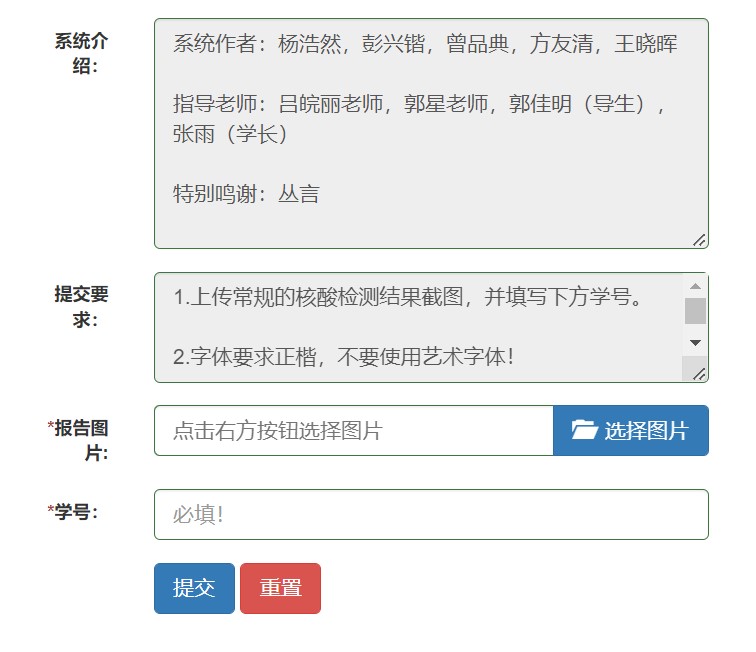 系统介
绍：
系统作者：杨浩然，彭兴锴，曾品典，方友清，王晓晖
指导老师：吕皖丽老师，郭星老师，郭佳明（导生），
张雨（学长）
特别鸣谢：丛言
提交要
求：
1.上传常规的核酸检测结果截图，并填写下方学号。
2.字体要求正楷，不要使用艺术字体！
*报告图
片:
点击右方按钮选择图片
选择图片
*学号：
必填！
提交
重置